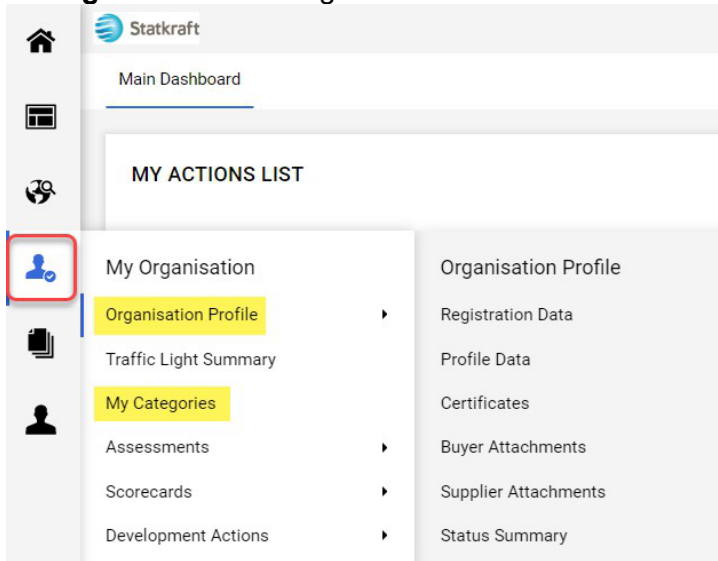 Statkraft
Main Dashboard
MY ACTIONS LIST
My Organisation
Organisation Profile
Traffic Light Summary
My Categories
Assessments
Scorecards
Development Actions
Organisation Profile
Registration Data
Profile Data
Certificates
Buyer Attachments
Supplier Attachments
Status Summary